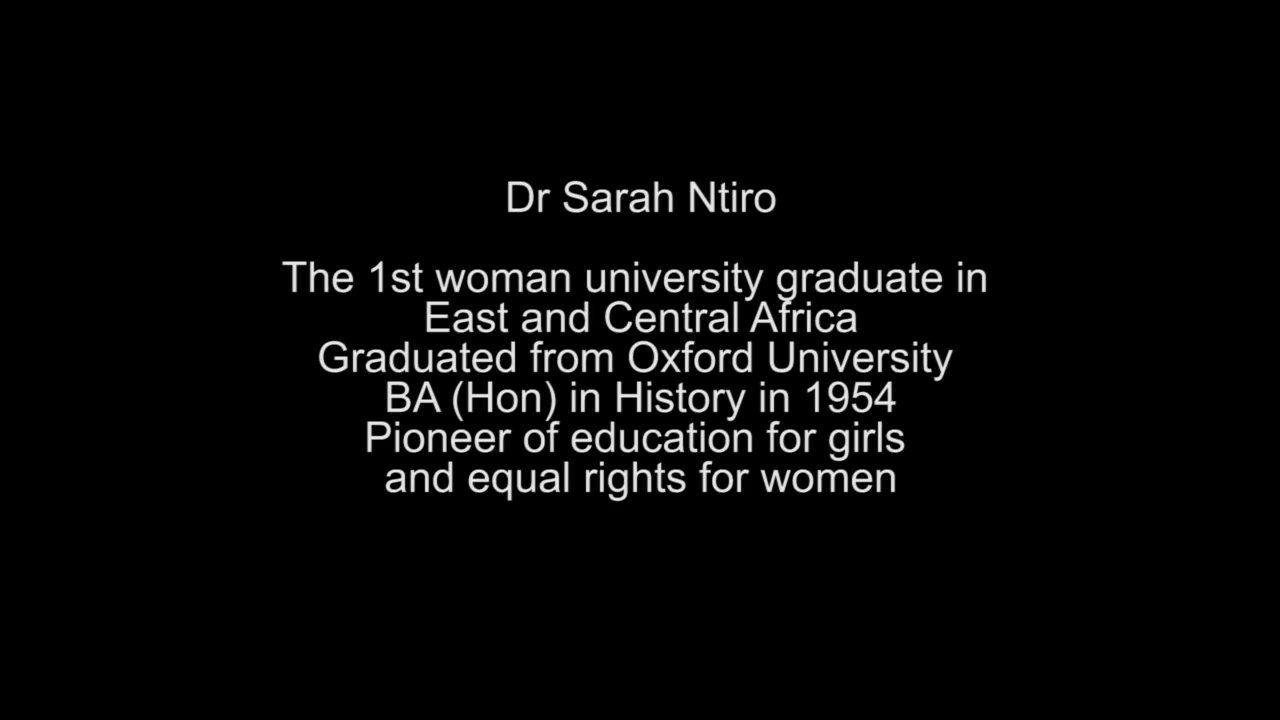 Dr Sarah Ntiro
The 1st woman university graduate in
East and Central Africa
Graduated from Oxford University
BA (Hon) in History in 1954
Pioneer of education for girls
and equal rights for women